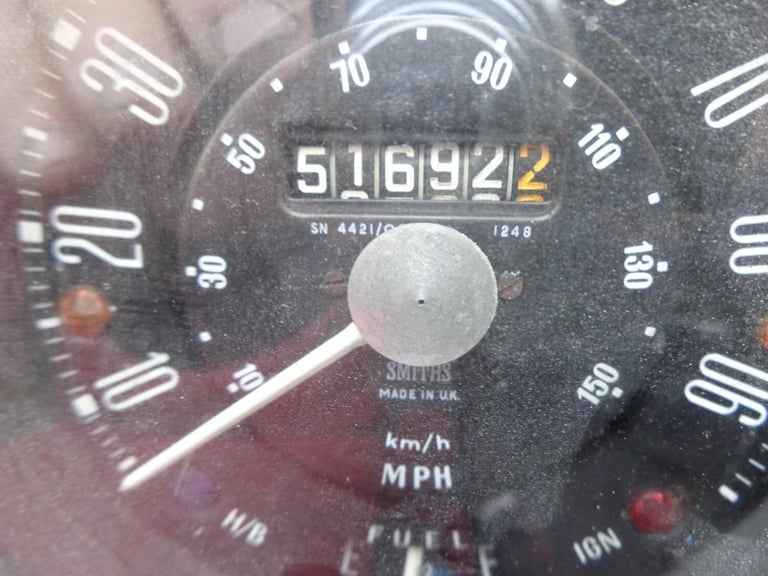 30
70
90
50
110
516922
SN 4421/
1248
20
30
130
10
10
150
90
SMITHS
MADE IN U.K.
km/h
MPH
H/B
FUEL
IGN
E
F